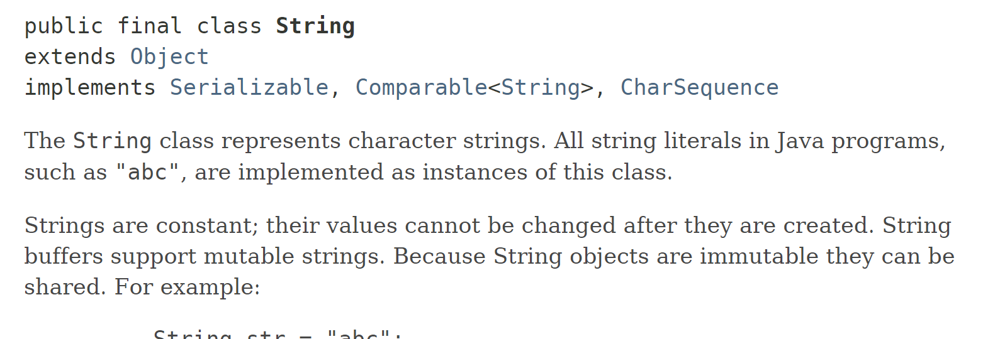 public final class String
extends Object
implements Serializable, Comparable<String>, CharSequence
The String class represents character strings. All string literals in Java programs,
such as "abc", are implemented as instances of this class.
Strings are constant; their values cannot be changed after they are created. String
buffers support mutable strings. Because String objects are immutable they can be
shared. For example:
String str = "abc";